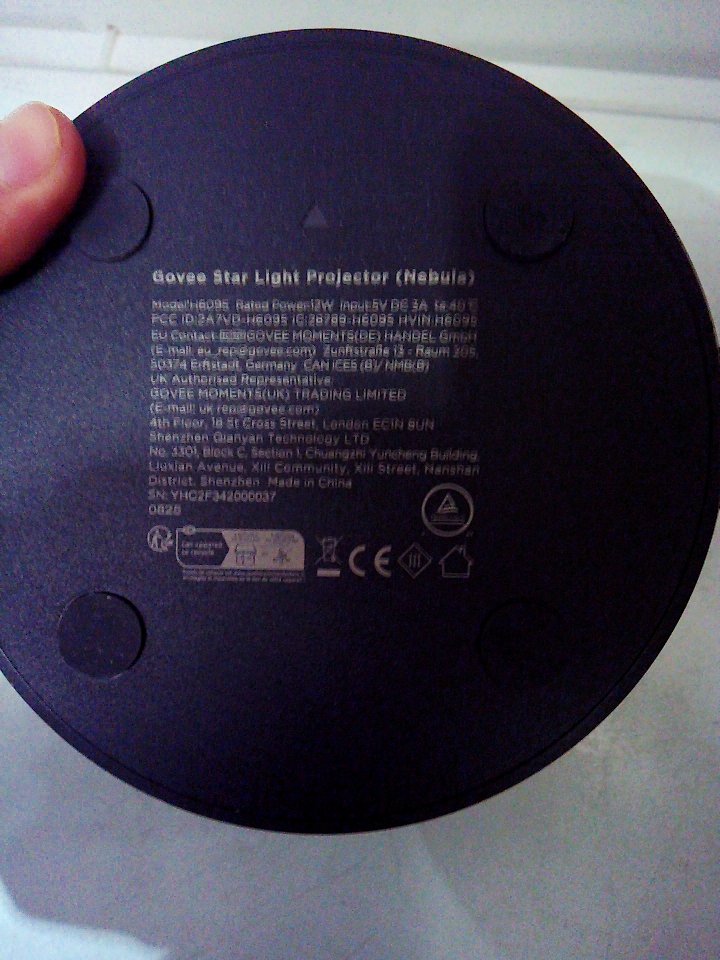 Govee Star Light Projector (Nebula)
Model:H6095 Rated Power:12W Input:5V DC 3A ta:40℃
FCC ID:2A7VD-H6095 IC:28789-H6095 HVIN:H6095
EU Contact: GOVEE MOMENTS(DE) HANDEL GmbH
(E-mail: eu_rep@govee.com) Zunftstraße 13 - Raum 205,
50374 Erftstadt, Germany CAN ICES (B)/ NMB(B)
UK Authorised Representative:
GOVEE MOMENTS(UK) TRADING LIMITED
(E-mail: uk.rep@govee.com)
4th Floor, 18 St Cross Street, London EC1N 8UN
Shenzhen Qianyan Technology LTD
No. 3301, Block C, Section 1, Chuangzhi Yuncheng Building,
Liuxian Avenue, Xili Community, Xili Street, Nanshan
District, Shenzhen Made in China
SN: YHC2F342000037
0825
CE